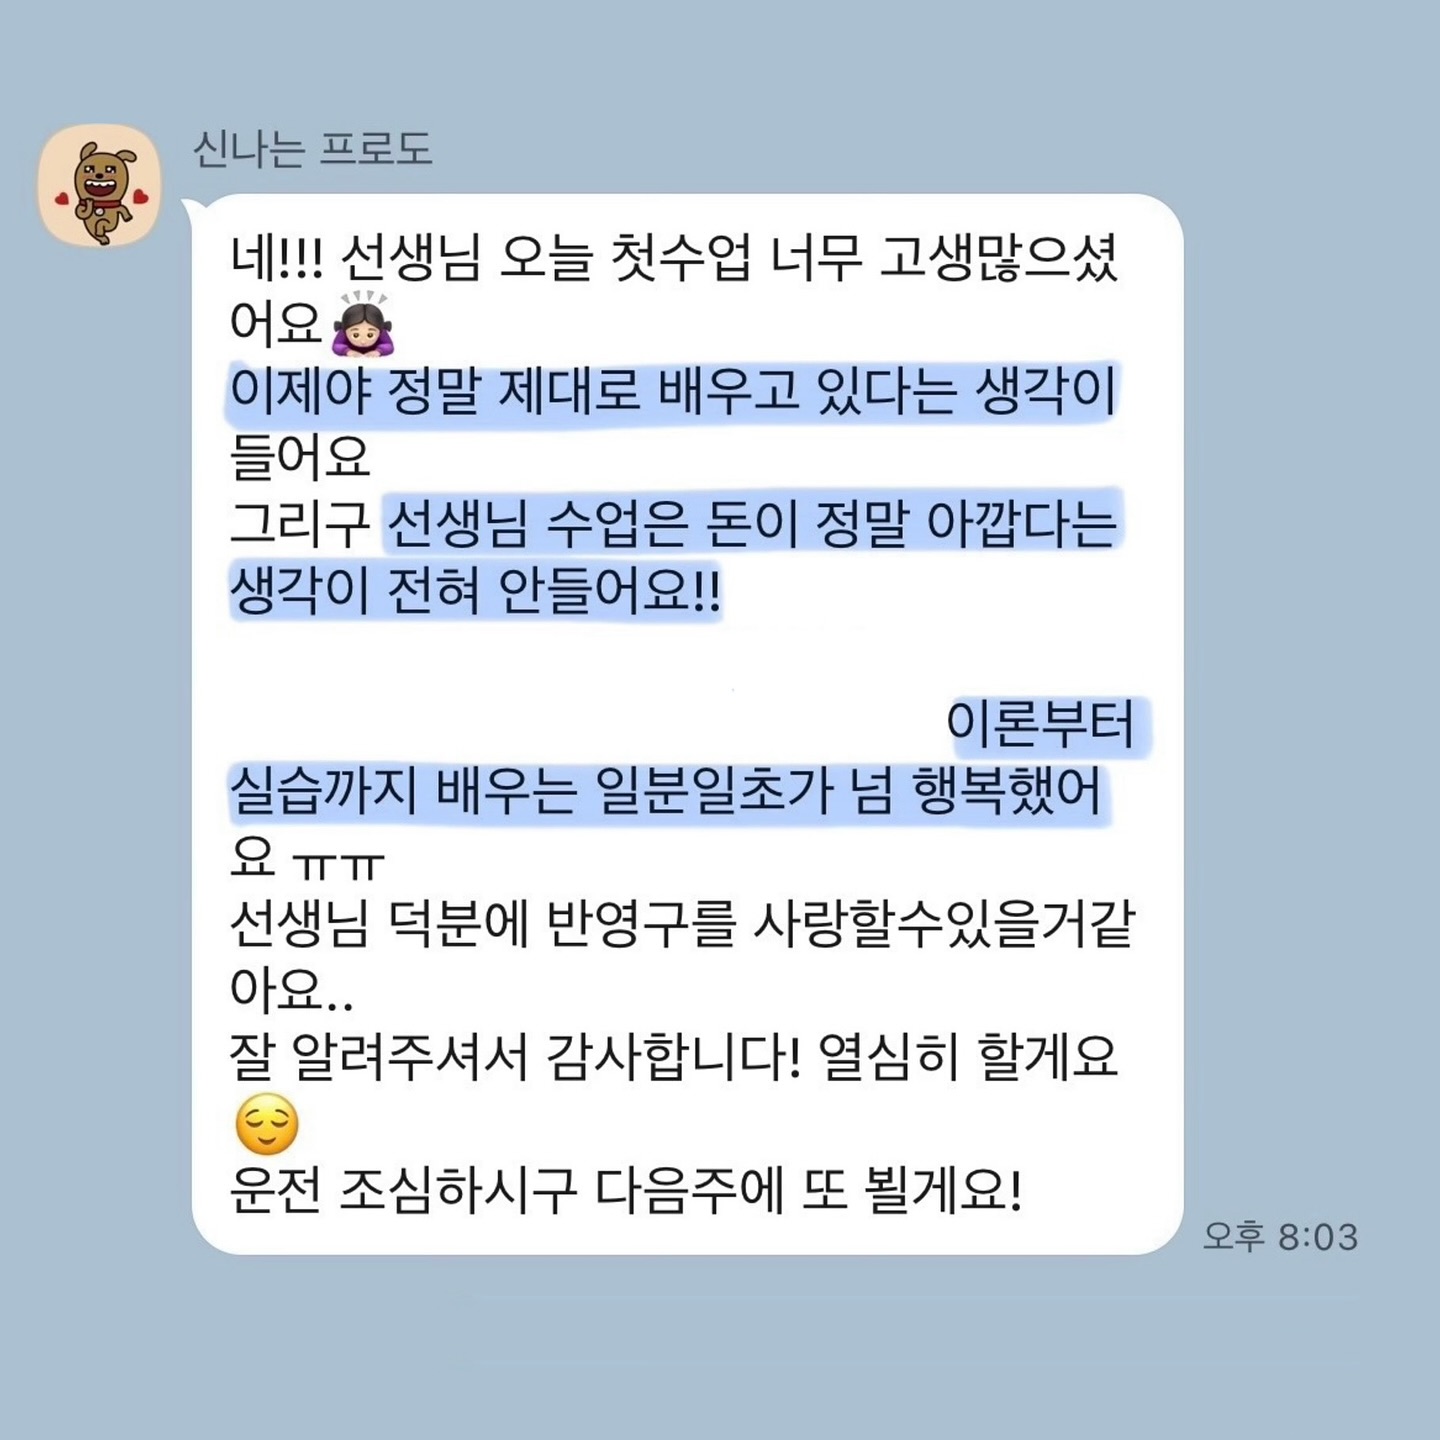 신나는 프로도
네!!! 선생님 오늘 첫수업 너무 고생많으셨
어요🙇🏻‍♀️
이제야 정말 제대로 배우고 있다는 생각이
들어요
그리구 선생님 수업은 돈이 정말 아깝다는
생각이 전혀 안들어요!!
이론부터
실습까지 배우는 일분일초가 넘 행복했어
요 ㅠㅠ
선생님 덕분에 반영구를 사랑할수있을거같
아요..
잘 알려주셔서 감사합니다! 열심히 할게요
😌
운전 조심하시구 다음주에 또 뵐게요!
오후 8:03